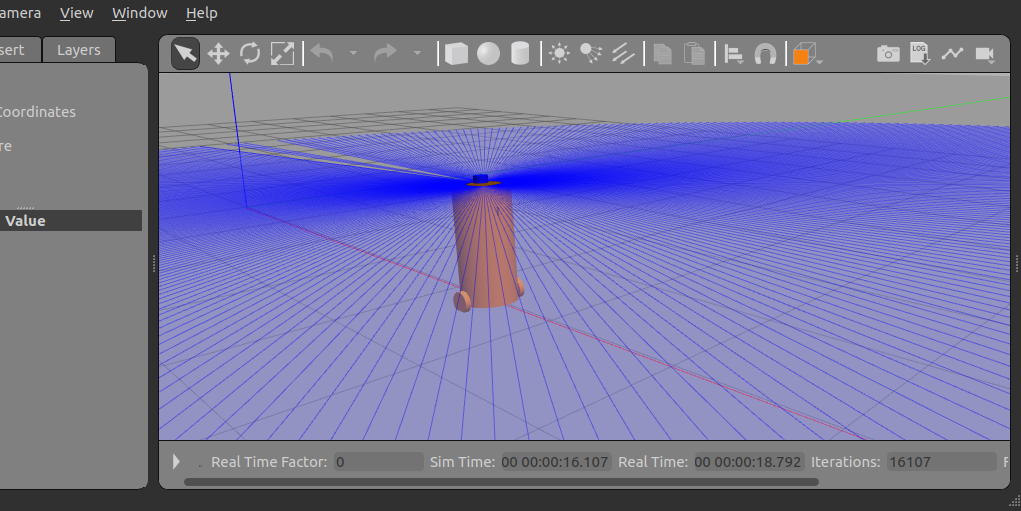 amera View Window Help
sert Layers
Coordinates
re
Value
LOG
Real Time Factor: 0 Sim Time: 00 00:00:16.107 Real Time: 00 00:00:18.792 Iterations: 16107 F